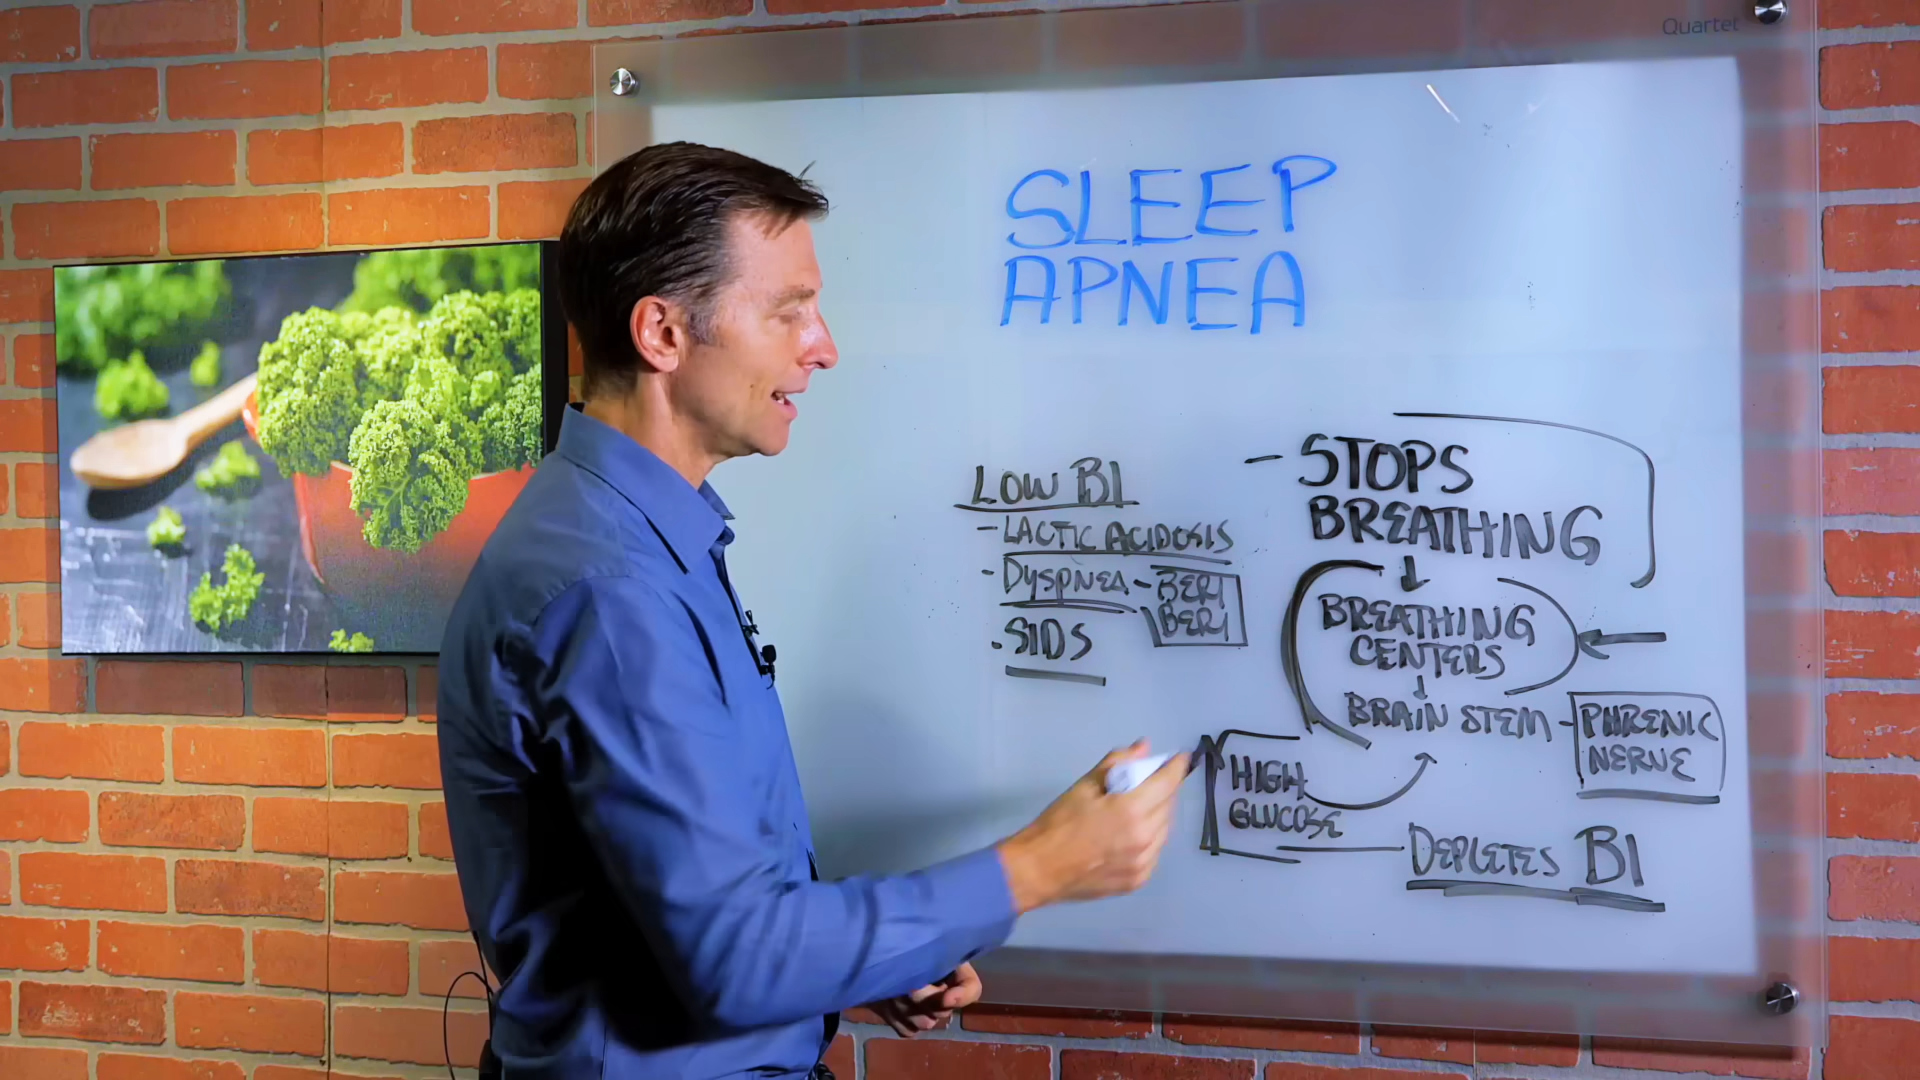 Quartet
SLEEP
APNEA
- STOPS
BREATHING
↓
BREATHING
CENTERS
↓
BRAIN STEM - PHRENIC
NERVE
LOW B1
- LACTIC ACIDOSIS
- DYSPNEA - BERI
BERI
· SIDS
HIGH
GLUCOSE
DEPLETES B1